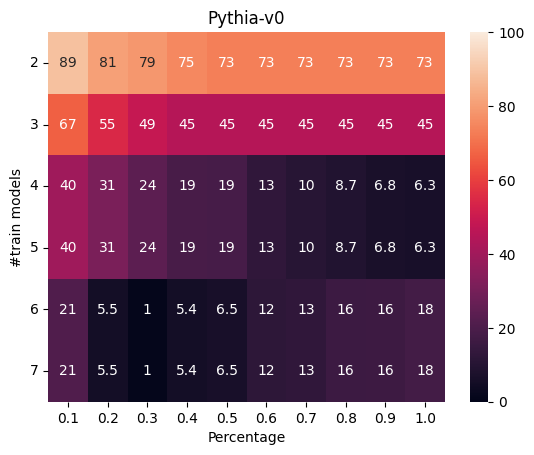 Pythia-v0
#train models
2 89 81 79 75 73 73 73 73 73 73
3 67 55 49 45 45 45 45 45 45 45
4 40 31 24 19 19 13 10 8.7 6.8 6.3
5 40 31 24 19 19 13 10 8.7 6.8 6.3
6 21 5.5 1 5.4 6.5 12 13 16 16 18
7 21 5.5 1 5.4 6.5 12 13 16 16 18
0.1 0.2 0.3 0.4 0.5 0.6 0.7 0.8 0.9 1.0
Percentage
100
80
60
40
20
0